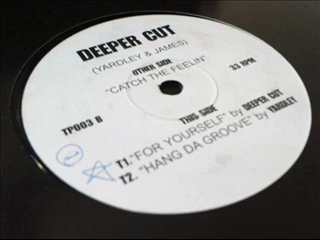 DEEPER CUT
(YARDLEY & JAMES)
OTHER SIDE
"CATCH THE FEELIN"
33 RPM
TP003 B
THIS SIDE
T1."FOR YOURSELF" by DEEPER CUT
T2. "HANG DA GROOVE" by YARDLEY